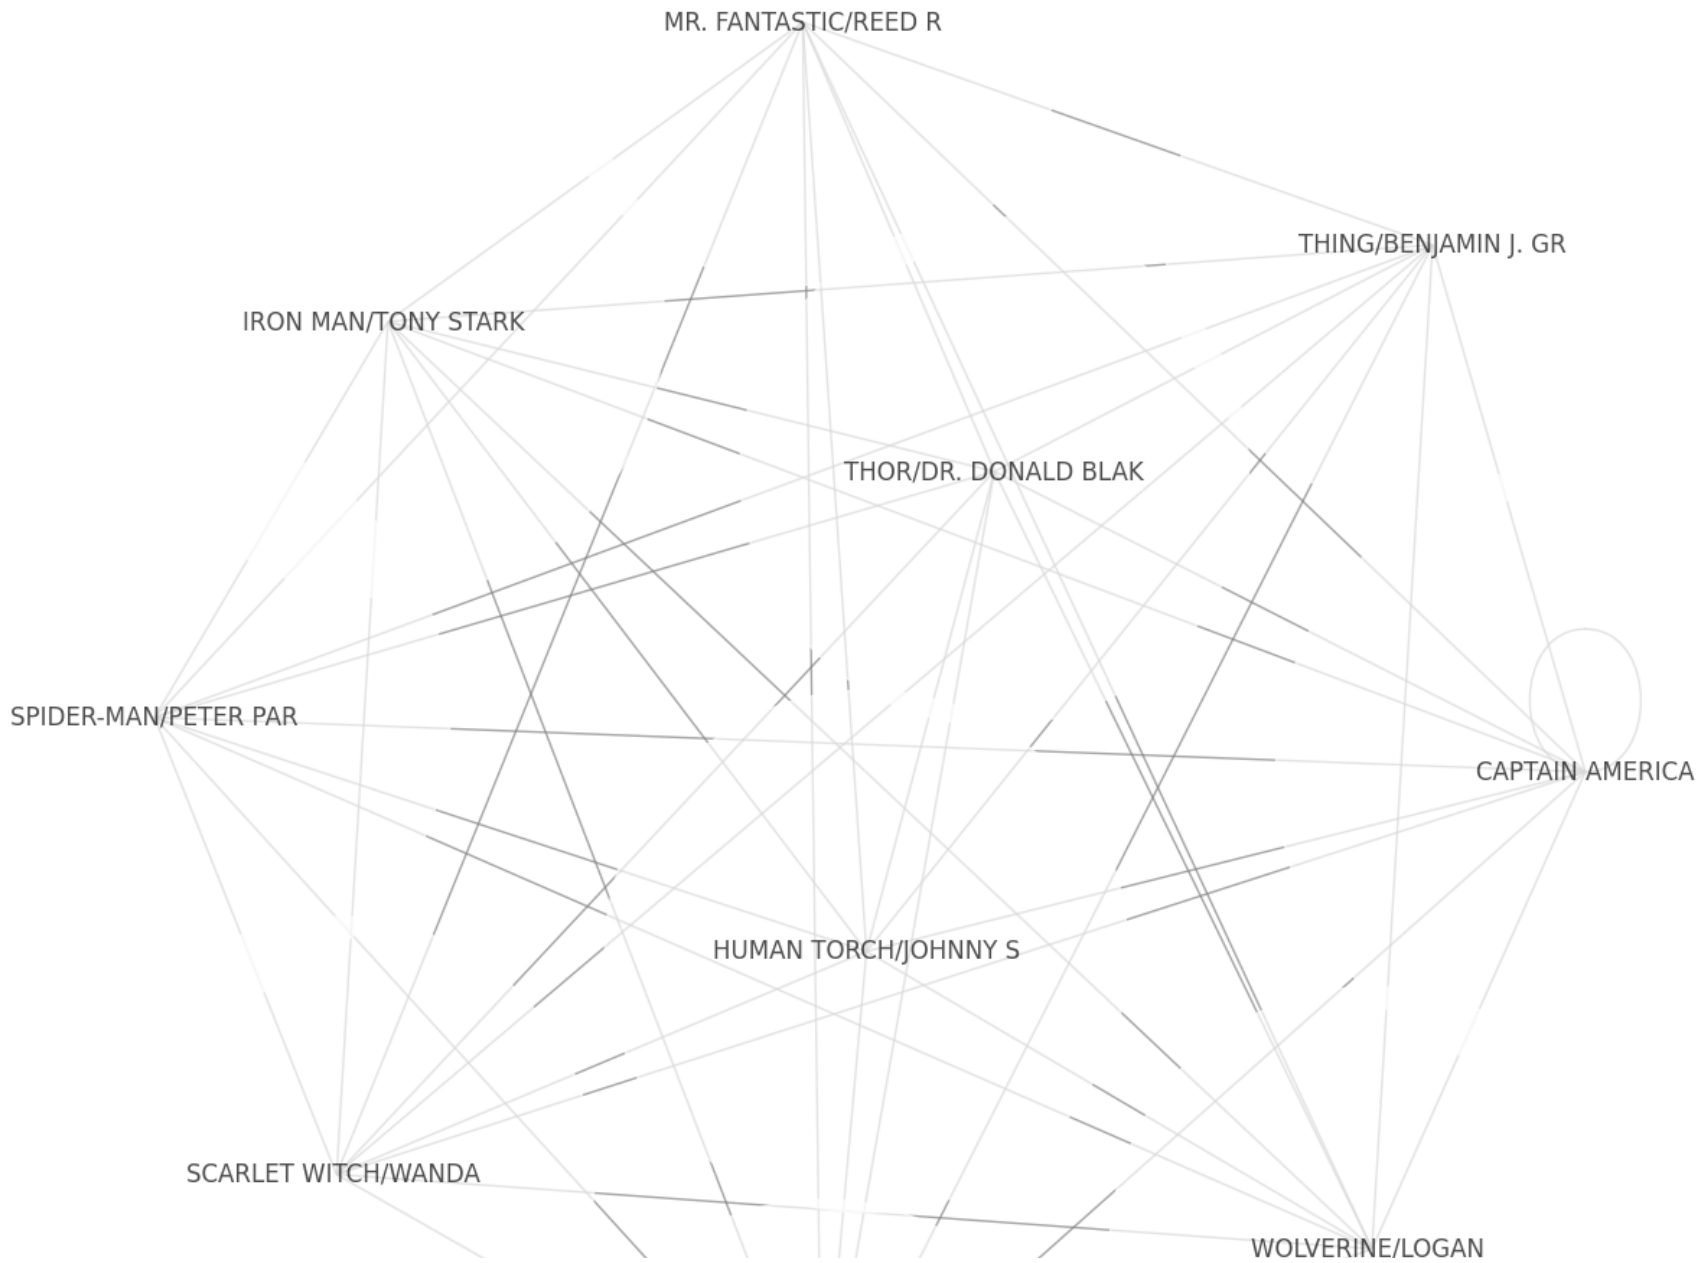 MR. FANTASTIC/REED R
THING/BENJAMIN J. GR
IRON MAN/TONY STARK
THOR/DR. DONALD BLAK
SPIDER-MAN/PETER PAR
CAPTAIN AMERICA
HUMAN TORCH/JOHNNY S
SCARLET WITCH/WANDA
WOLVERINE/LOGAN